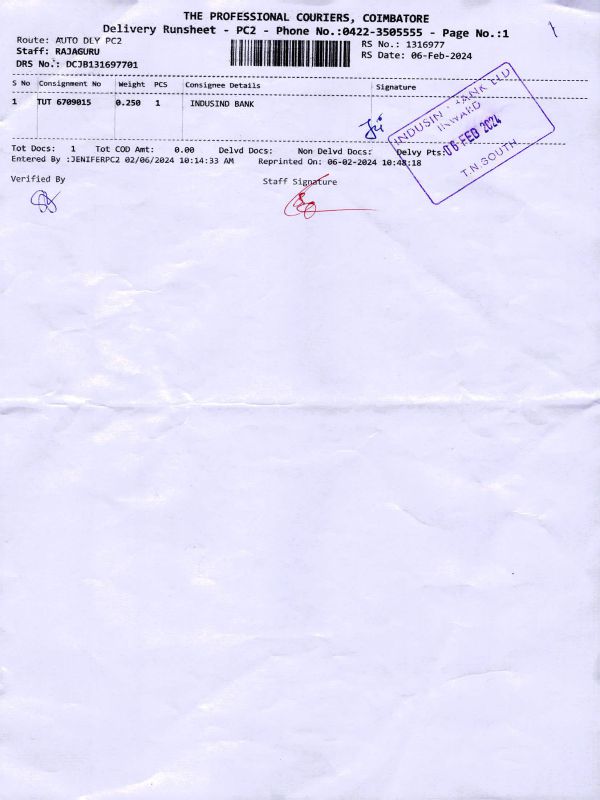 THE PROFESSIONAL COURIERS, COIMBATORE
Delivery Runsheet - PC2 - Phone No.:0422-3505555 - Page No.:1
Route: AUTO DLY PC2
RS No.: 1316977
Staff: RAJAGURU
RS Date: 06-Feb-2024
DRS No.: DCJB131697701
S No Consignment No Weight PCS Consignee Details Signature
1 TUT 6709015 0.250 1 INDUSIND BANK
INDUSIN BANK LTD
INWARD
06 FEB 2024
T.N.SOUTH
Tot Docs: 1 Tot COD Amt: 0.00 Delvd Docs: Non Delvd Docs: Delvy Pts:
Entered By :JENIFERPC2 02/06/2024 10:14:33 AM Reprinted On: 06-02-2024 10:48:18
Verified By
Staff Signature